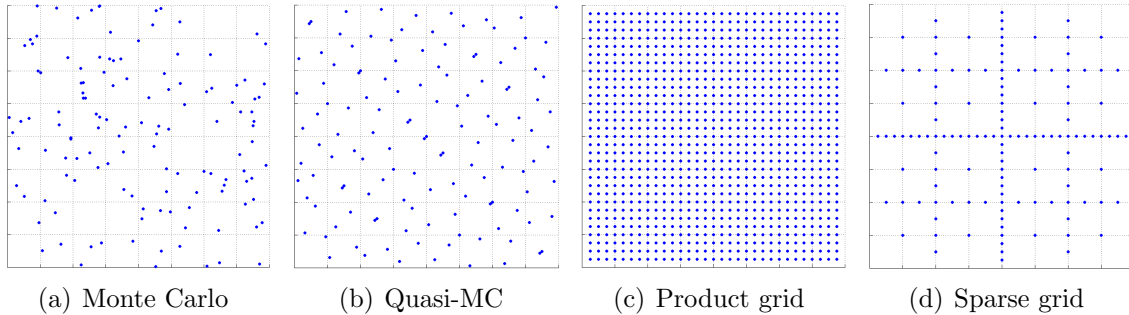 (a) Monte Carlo
(b) Quasi-MC
(c) Product grid
(d) Sparse grid